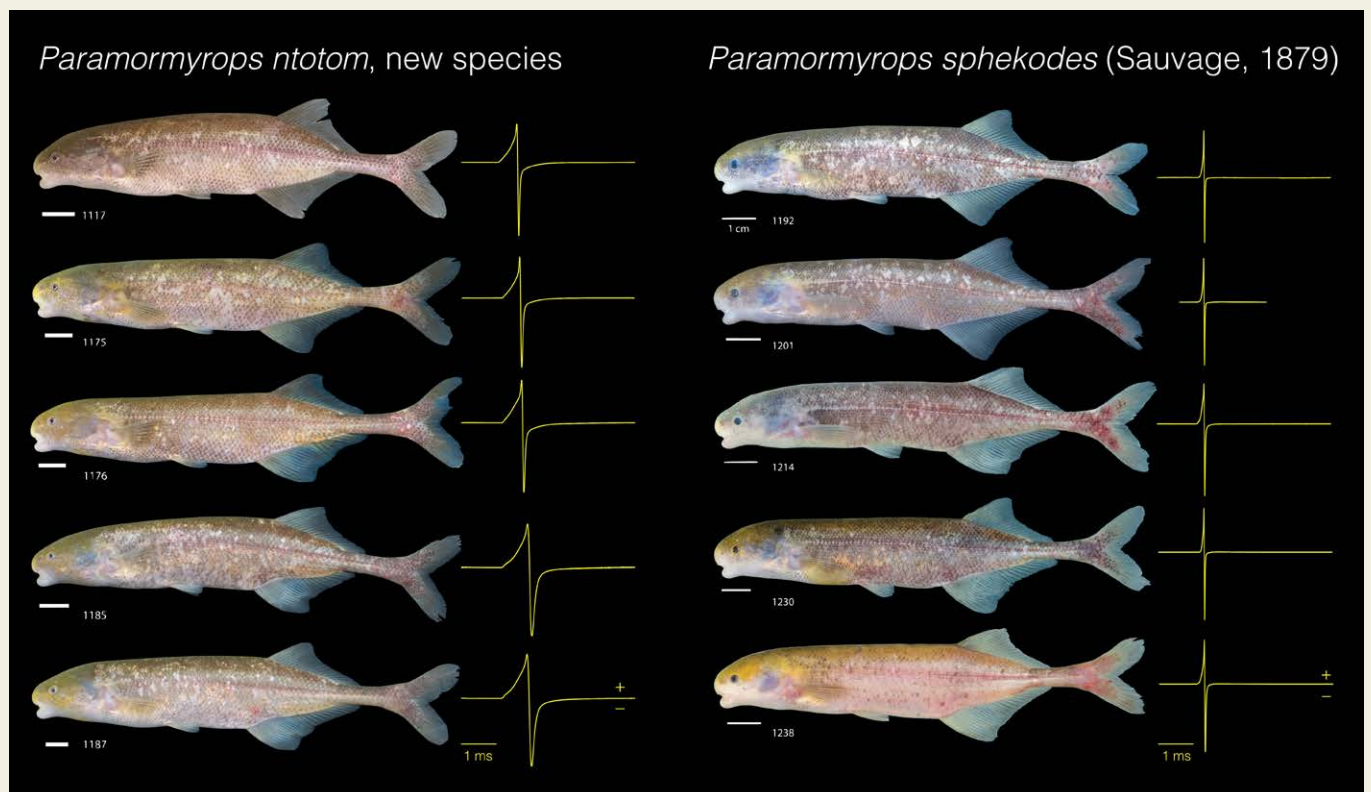 Paramormyrops ntotom, new species
1117
1175
1176
1185
1187
+
−
1 ms
Paramormyrops sphekodes (Sauvage, 1879)
1 cm
1192
1201
1214
1230
1238
+
−
1 ms